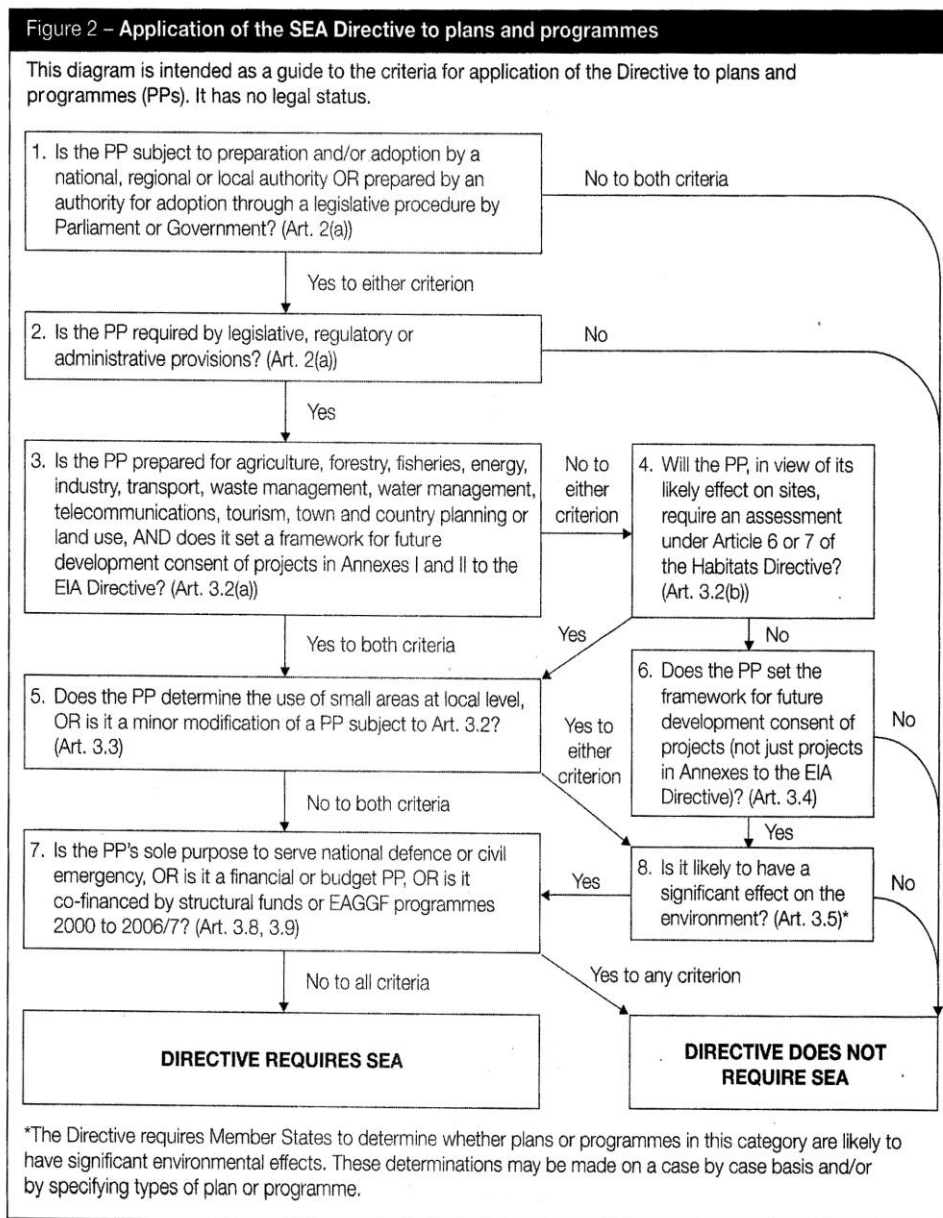 Figure 2 – Application of the SEA Directive to plans and programmes
This diagram is intended as a guide to the criteria for application of the Directive to plans and
programmes (PPs). It has no legal status.
1. Is the PP subject to preparation and/or adoption by a
national, regional or local authority OR prepared by an
authority for adoption through a legislative procedure by
Parliament or Government? (Art. 2(a))
No to both criteria
Yes to either criterion
2. Is the PP required by legislative, regulatory or
administrative provisions? (Art. 2(a))
No
Yes
3. Is the PP prepared for agriculture, forestry, fisheries, energy,
industry, transport, waste management, water management,
telecommunications, tourism, town and country planning or
land use, AND does it set a framework for future
development consent of projects in Annexes I and II to the
EIA Directive? (Art. 3.2(a))
No to
either
criterion
4. Will the PP, in view of its
likely effect on sites,
require an assessment
under Article 6 or 7 of
the Habitats Directive?
(Art. 3.2(b))
Yes to both criteria
Yes
No
5. Does the PP determine the use of small areas at local level,
OR is it a minor modification of a PP subject to Art. 3.2?
(Art. 3.3)
Yes to
either
criterion
6. Does the PP set the
framework for future
development consent of
projects (not just projects
in Annexes to the EIA
Directive)? (Art. 3.4)
No
No to both criteria
Yes
7. Is the PP's sole purpose to serve national defence or civil
emergency, OR is it a financial or budget PP, OR is it
co-financed by structural funds or EAGGF programmes
2000 to 2006/7? (Art. 3.8, 3.9)
Yes
8. Is it likely to have a
significant effect on the
environment? (Art. 3.5)*
No
No to all criteria
Yes to any criterion
DIRECTIVE REQUIRES SEA
DIRECTIVE DOES NOT
REQUIRE SEA
*The Directive requires Member States to determine whether plans or programmes in this category are likely to
have significant environmental effects. These determinations may be made on a case by case basis and/or
by specifying types of plan or programme.